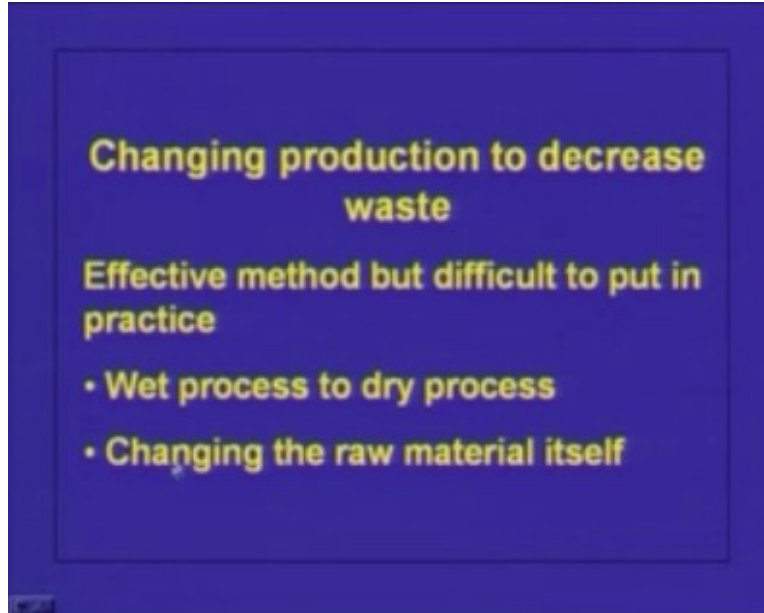 Changing production to decrease
waste
Effective method but difficult to put in
practice
• Wet process to dry process
• Changing the raw material itself